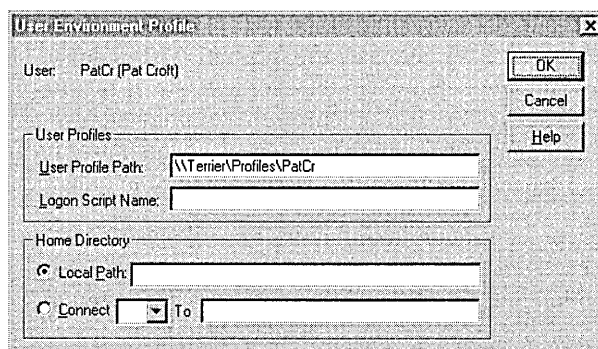 User Environment Profile
User: PatCr (Pat Croft)
OK
Cancel
Help
User Profiles
User Profile Path: \\Terrier\Profiles\PatCr
Logon Script Name:
Home Directory
Local Path:
Connect To